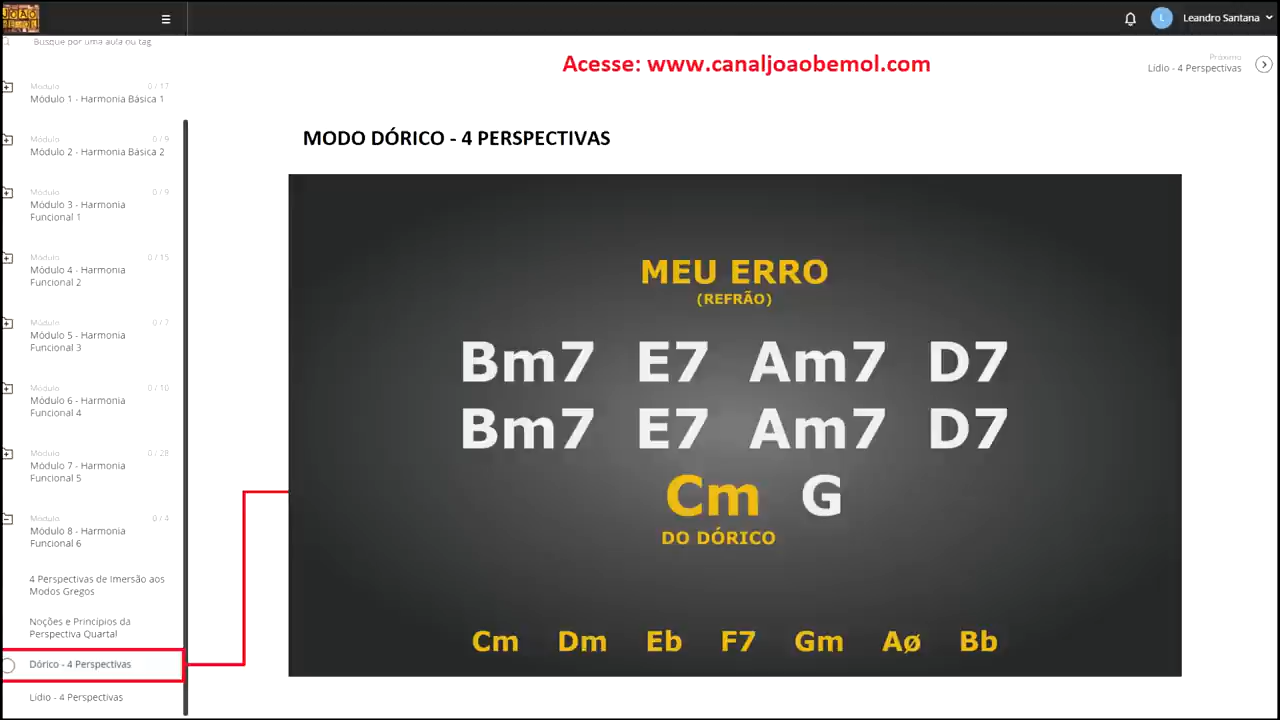 JOÃO
BEMOL
L
Leandro Santana
Busque por uma aula ou tag
Acesse: www.canaljoaobemol.com
Próximo
Lídio - 4 Perspectivas
Módulo 0 / 17
Módulo 1 - Harmonia Básica 1
Módulo 0 / 9
Módulo 2 - Harmonia Básica 2
Módulo 0 / 9
Módulo 3 - Harmonia
Funcional 1
Módulo 0 / 15
Módulo 4 - Harmonia
Funcional 2
Módulo 0 / 7
Módulo 5 - Harmonia
Funcional 3
Módulo 0 / 10
Módulo 6 - Harmonia
Funcional 4
Módulo 0 / 28
Módulo 7 - Harmonia
Funcional 5
Módulo 0 / 4
Módulo 8 - Harmonia
Funcional 6
4 Perspectivas de Imersão aos
Modos Gregos
Noções e Princípios da
Perspectiva Quartal
Dórico - 4 Perspectivas
Lídio - 4 Perspectivas
MODO DÓRICO - 4 PERSPECTIVAS
MEU ERRO
(REFRÃO)
Bm7 E7 Am7 D7
Bm7 E7 Am7 D7
Cm G
DO DÓRICO
Cm Dm Eb F7 Gm Aø Bb